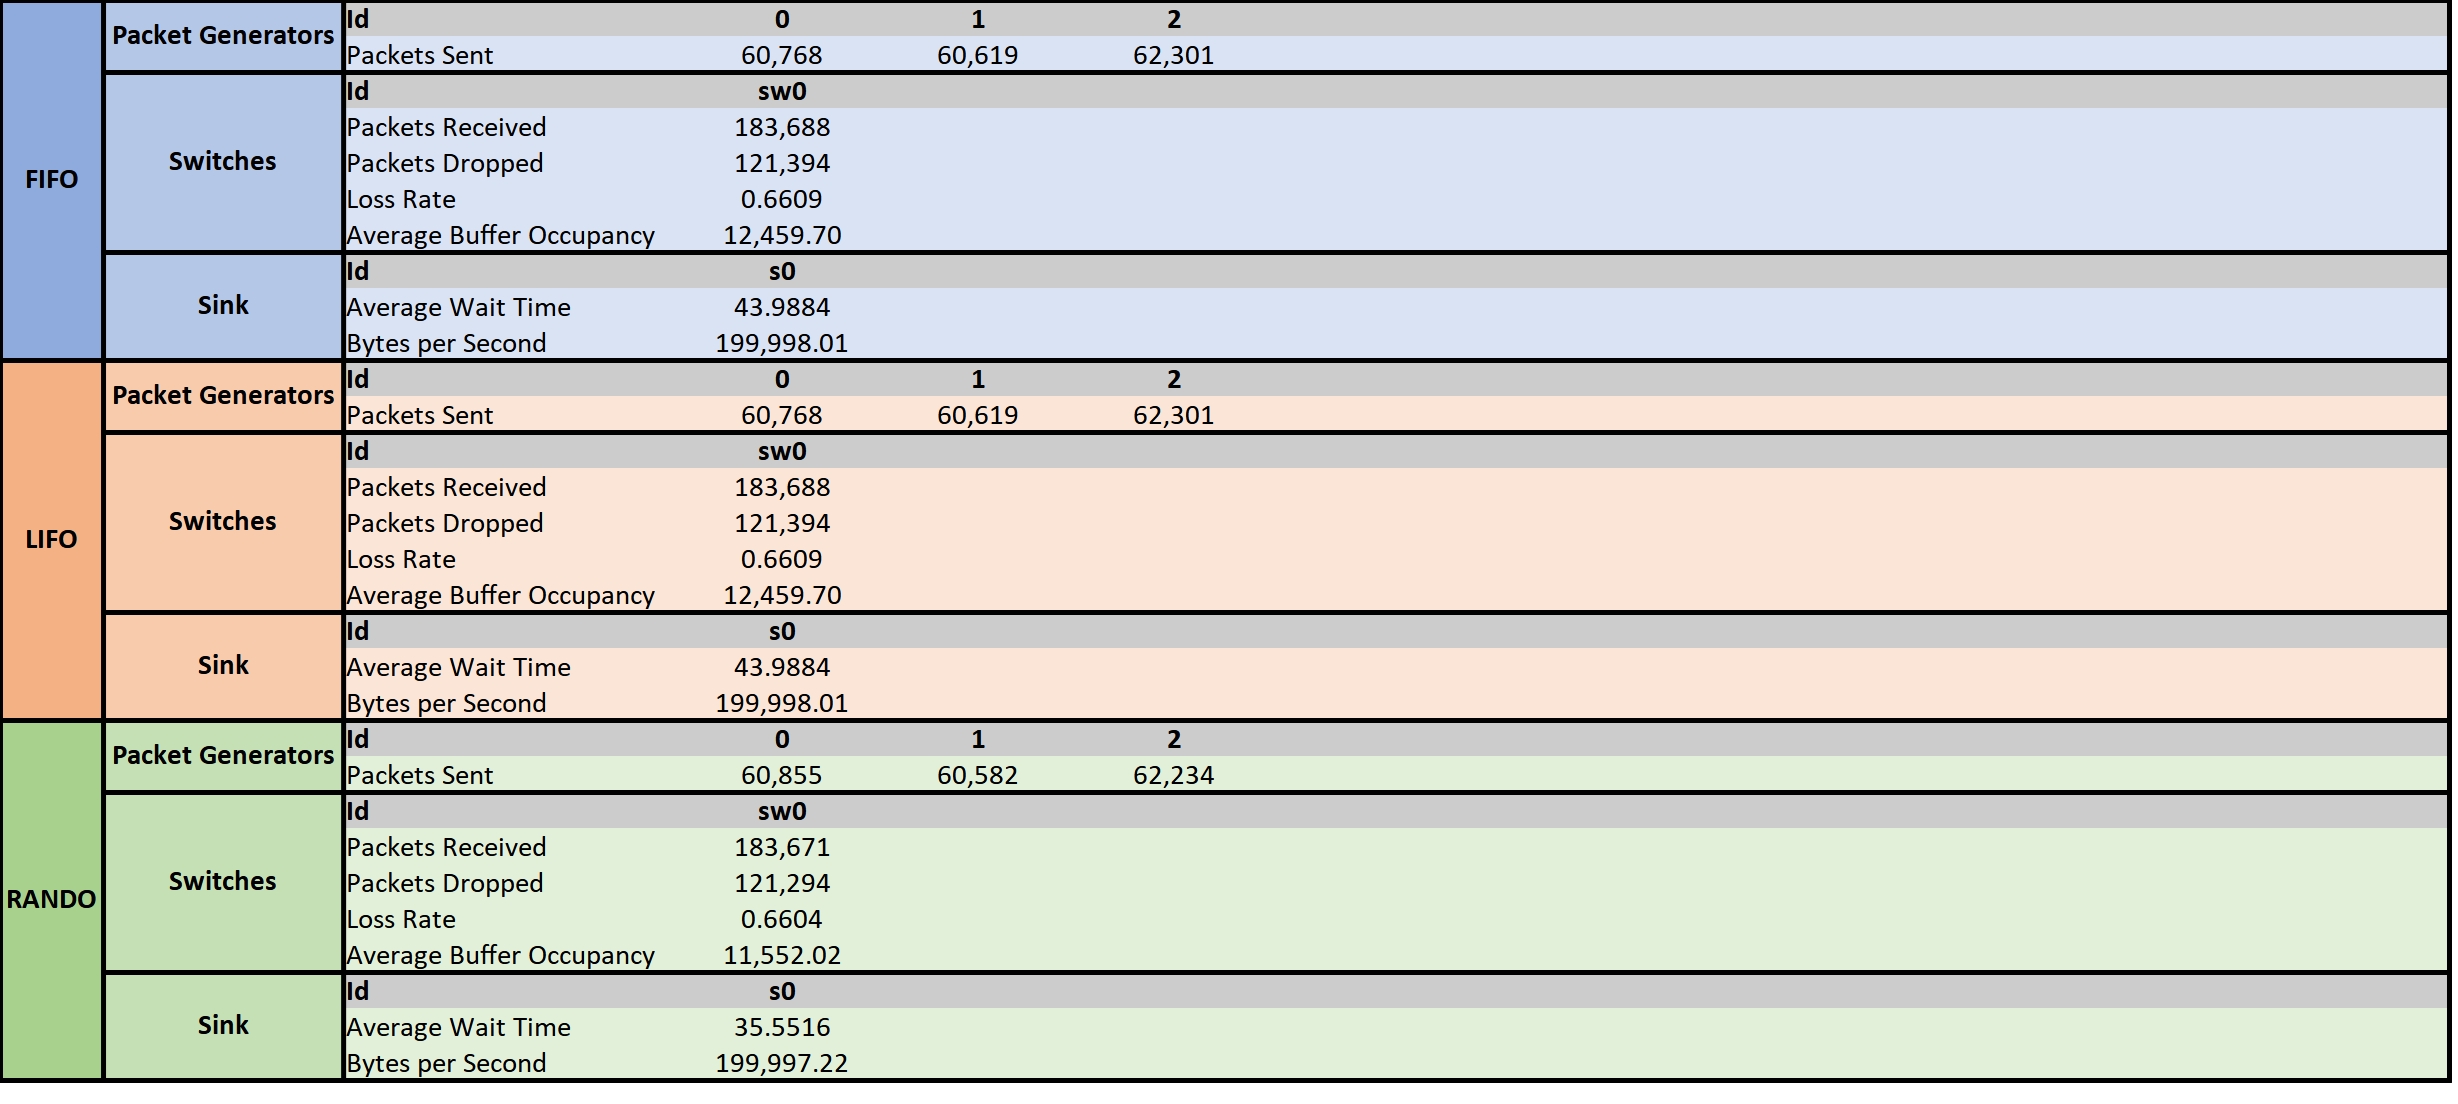 FIFO
Packet Generators
Id 0 1 2
Packets Sent 60,768 60,619 62,301
Switches
Id sw0
Packets Received 183,688
Packets Dropped 121,394
Loss Rate 0.6609
Average Buffer Occupancy 12,459.70
Sink
Id s0
Average Wait Time 43.9884
Bytes per Second 199,998.01
LIFO
Packet Generators
Id 0 1 2
Packets Sent 60,768 60,619 62,301
Switches
Id sw0
Packets Received 183,688
Packets Dropped 121,394
Loss Rate 0.6609
Average Buffer Occupancy 12,459.70
Sink
Id s0
Average Wait Time 43.9884
Bytes per Second 199,998.01
RANDO
Packet Generators
Id 0 1 2
Packets Sent 60,855 60,582 62,234
Switches
Id sw0
Packets Received 183,671
Packets Dropped 121,294
Loss Rate 0.6604
Average Buffer Occupancy 11,552.02
Sink
Id s0
Average Wait Time 35.5516
Bytes per Second 199,997.22